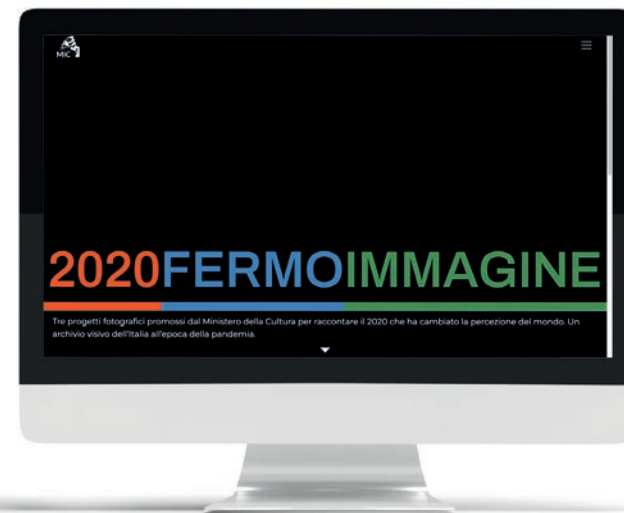 MiC
2020FERMOIMMAGINE
Tre progetti fotografici promossi dal Ministero della Cultura per raccontare il 2020 che ha cambiato la percezione del mondo. Un
archivio visivo dell'Italia all'epoca della pandemia.